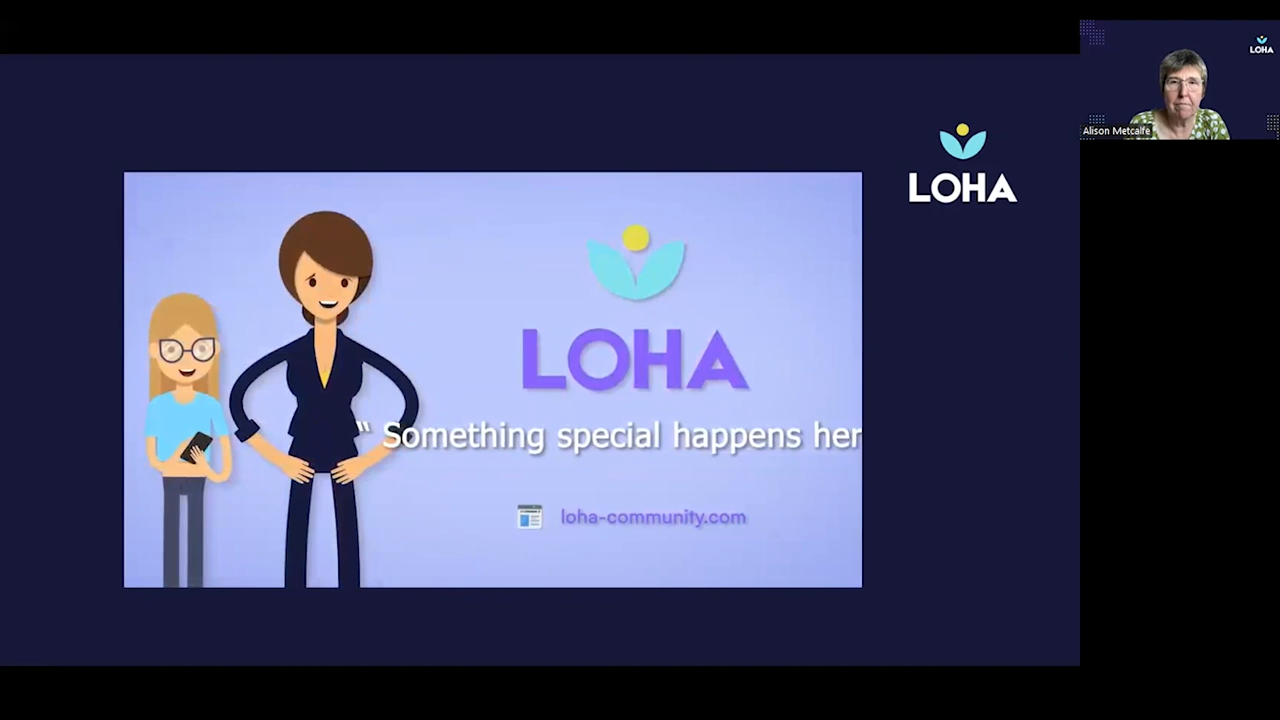 LOHA
Alison Metcalfe
LOHA
LOHA
“ Something special happens her
loha-community.com